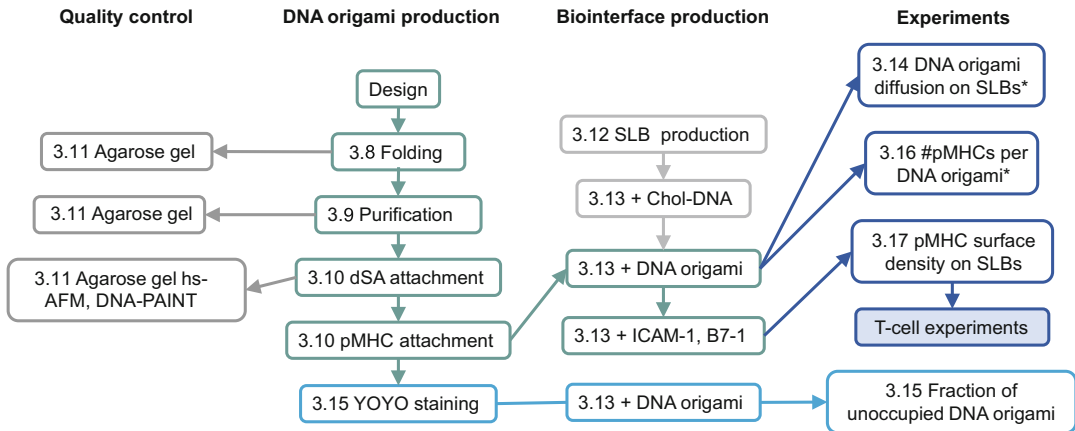 Quality control
DNA origami production
Biointerface production
Experiments
Design
3.8 Folding
3.11 Agarose gel
3.9 Purification
3.11 Agarose gel
3.10 dSA attachment
3.11 Agarose gel hs-
AFM, DNA-PAINT
3.10 pMHC attachment
3.15 YOYO staining
3.12 SLB production
3.13 + Chol-DNA
3.13 + DNA origami
3.13 + ICAM-1, B7-1
3.13 + DNA origami
3.14 DNA origami
diffusion on SLBs*
3.16 #pMHCs per
DNA origami*
3.17 pMHC surface
density on SLBs
T-cell experiments
3.15 Fraction of
unoccupied DNA origami